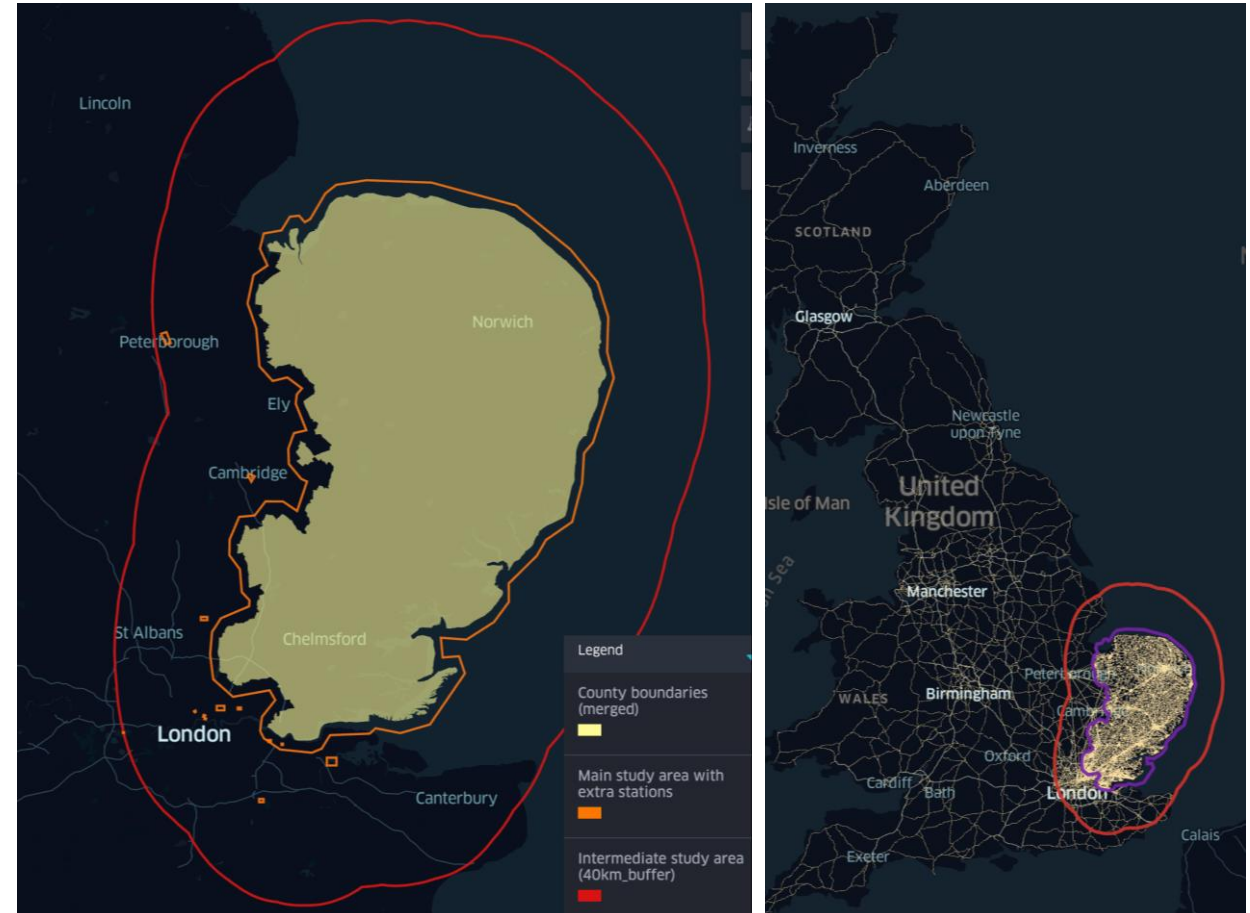 Lincoln
Norwich
Peterborough
Ely
Cambridge
St Albans
Chelmsford
London
Canterbury
Legend
County boundaries
(merged)
Main study area with
extra stations
Intermediate study area
(40km_buffer)
Inverness
Aberdeen
SCOTLAND
Glasgow
Newcastle
upon Tyne
United
Kingdom
Isle of Man
Manchester
WALES
Birmingham
Peterborough
Oxford
Cardiff
Bath
London
Calais
Exeter